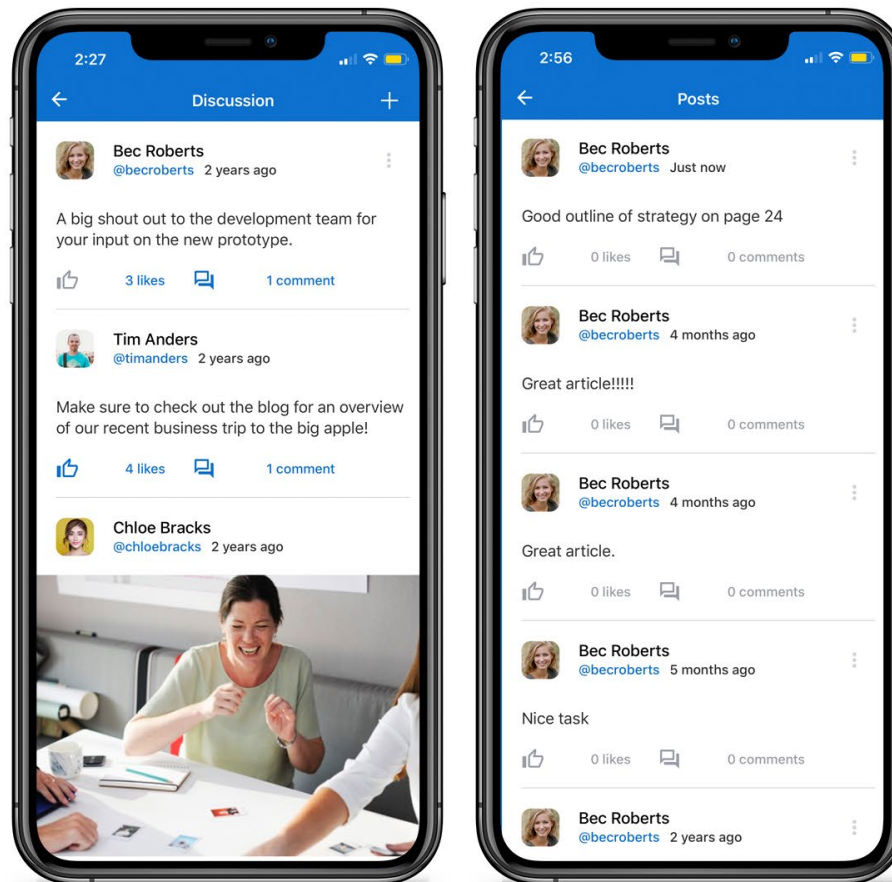 2:27
Discussion
Bec Roberts
@becroberts 2 years ago
A big shout out to the development team for
your input on the new prototype.
3 likes 1 comment
Tim Anders
@timanders 2 years ago
Make sure to check out the blog for an overview
of our recent business trip to the big apple!
4 likes 1 comment
Chloe Bracks
@chloebracks 2 years ago
2:56
Posts
Bec Roberts
@becroberts Just now
Good outline of strategy on page 24
0 likes 0 comments
Bec Roberts
@becroberts 4 months ago
Great article!!!!!
0 likes 0 comments
Bec Roberts
@becroberts 4 months ago
Great article.
0 likes 0 comments
Bec Roberts
@becroberts 5 months ago
Nice task
0 likes 0 comments
Bec Roberts
@becroberts 2 years ago